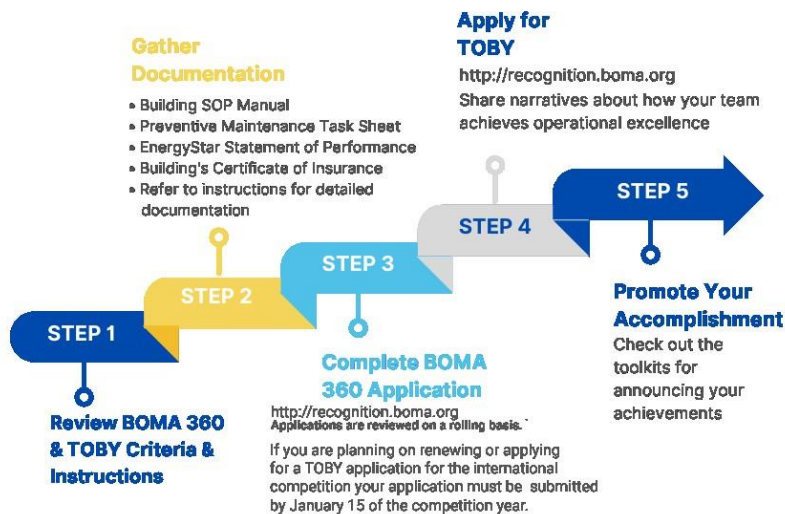 STEP 1
Review BOMA 360
& TOBY Criteria &
Instructions
Gather
Documentation
• Building SOP Manual
• Preventive Maintenance Task Sheet
• EnergyStar Statement of Performance
• Building's Certificate of Insurance
• Refer to instructions for detailed
documentation
STEP 2
STEP 3
Complete BOMA
360 Application
http://recognition.boma.org
Applications are reviewed on a rolling basis.
If you are planning on renewing or applying
for a TOBY application for the international
competition your application must be submitted
by January 15 of the competition year.
Apply for
TOBY
http://recognition.boma.org
Share narratives about how your team
achieves operational excellence
STEP 4
STEP 5
Promote Your
Accomplishment
Check out the
toolkits for
announcing your
achievements